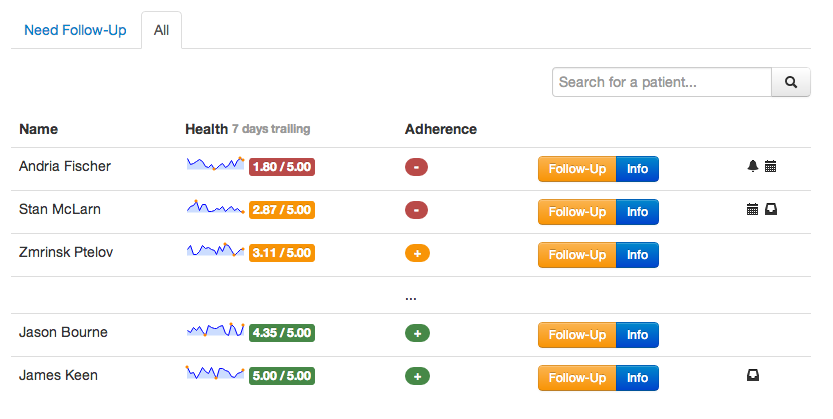 Need Follow-Up All
Search for a patient...
Name Health 7 days trailing Adherence
Andria Fischer 1.80 / 5.00 - Follow-Up Info
Stan McLarn 2.87 / 5.00 - Follow-Up Info
Zmrinsk Ptelov 3.11 / 5.00 + Follow-Up Info
...
Jason Bourne 4.35 / 5.00 + Follow-Up Info
James Keen 5.00 / 5.00 + Follow-Up Info